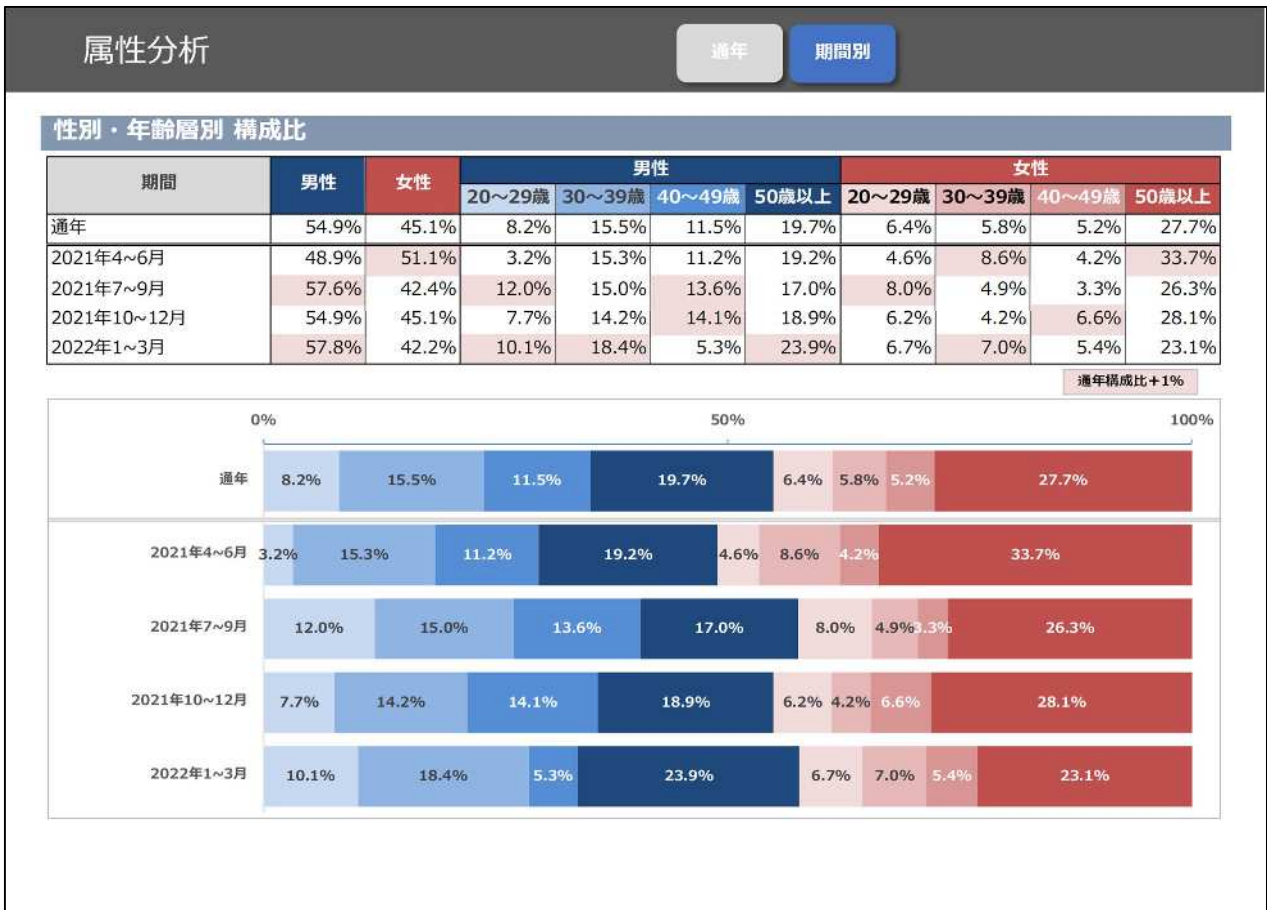 属性分析
通年 期間別
性別・年齢層別 構成比
期間 男性 女性 男性 女性
20～29歳 30～39歳 40～49歳 50歳以上 20～29歳 30～39歳 40～49歳 50歳以上
通年 54.9% 45.1% 8.2% 15.5% 11.5% 19.7% 6.4% 5.8% 5.2% 27.7%
2021年4~6月 48.9% 51.1% 3.2% 15.3% 11.2% 19.2% 4.6% 8.6% 4.2% 33.7%
2021年7~9月 57.6% 42.4% 12.0% 15.0% 13.6% 17.0% 8.0% 4.9% 3.3% 26.3%
2021年10~12月 54.9% 45.1% 7.7% 14.2% 14.1% 18.9% 6.2% 4.2% 6.6% 28.1%
2022年1~3月 57.8% 42.2% 10.1% 18.4% 5.3% 23.9% 6.7% 7.0% 5.4% 23.1%
通年構成比+1%
0% 50% 100%
通年 8.2% 15.5% 11.5% 19.7% 6.4% 5.8% 5.2% 27.7%
2021年4~6月 3.2% 15.3% 11.2% 19.2% 4.6% 8.6% 4.2% 33.7%
2021年7~9月 12.0% 15.0% 13.6% 17.0% 8.0% 4.9% 3.3% 26.3%
2021年10~12月 7.7% 14.2% 14.1% 18.9% 6.2% 4.2% 6.6% 28.1%
2022年1~3月 10.1% 18.4% 5.3% 23.9% 6.7% 7.0% 5.4% 23.1%